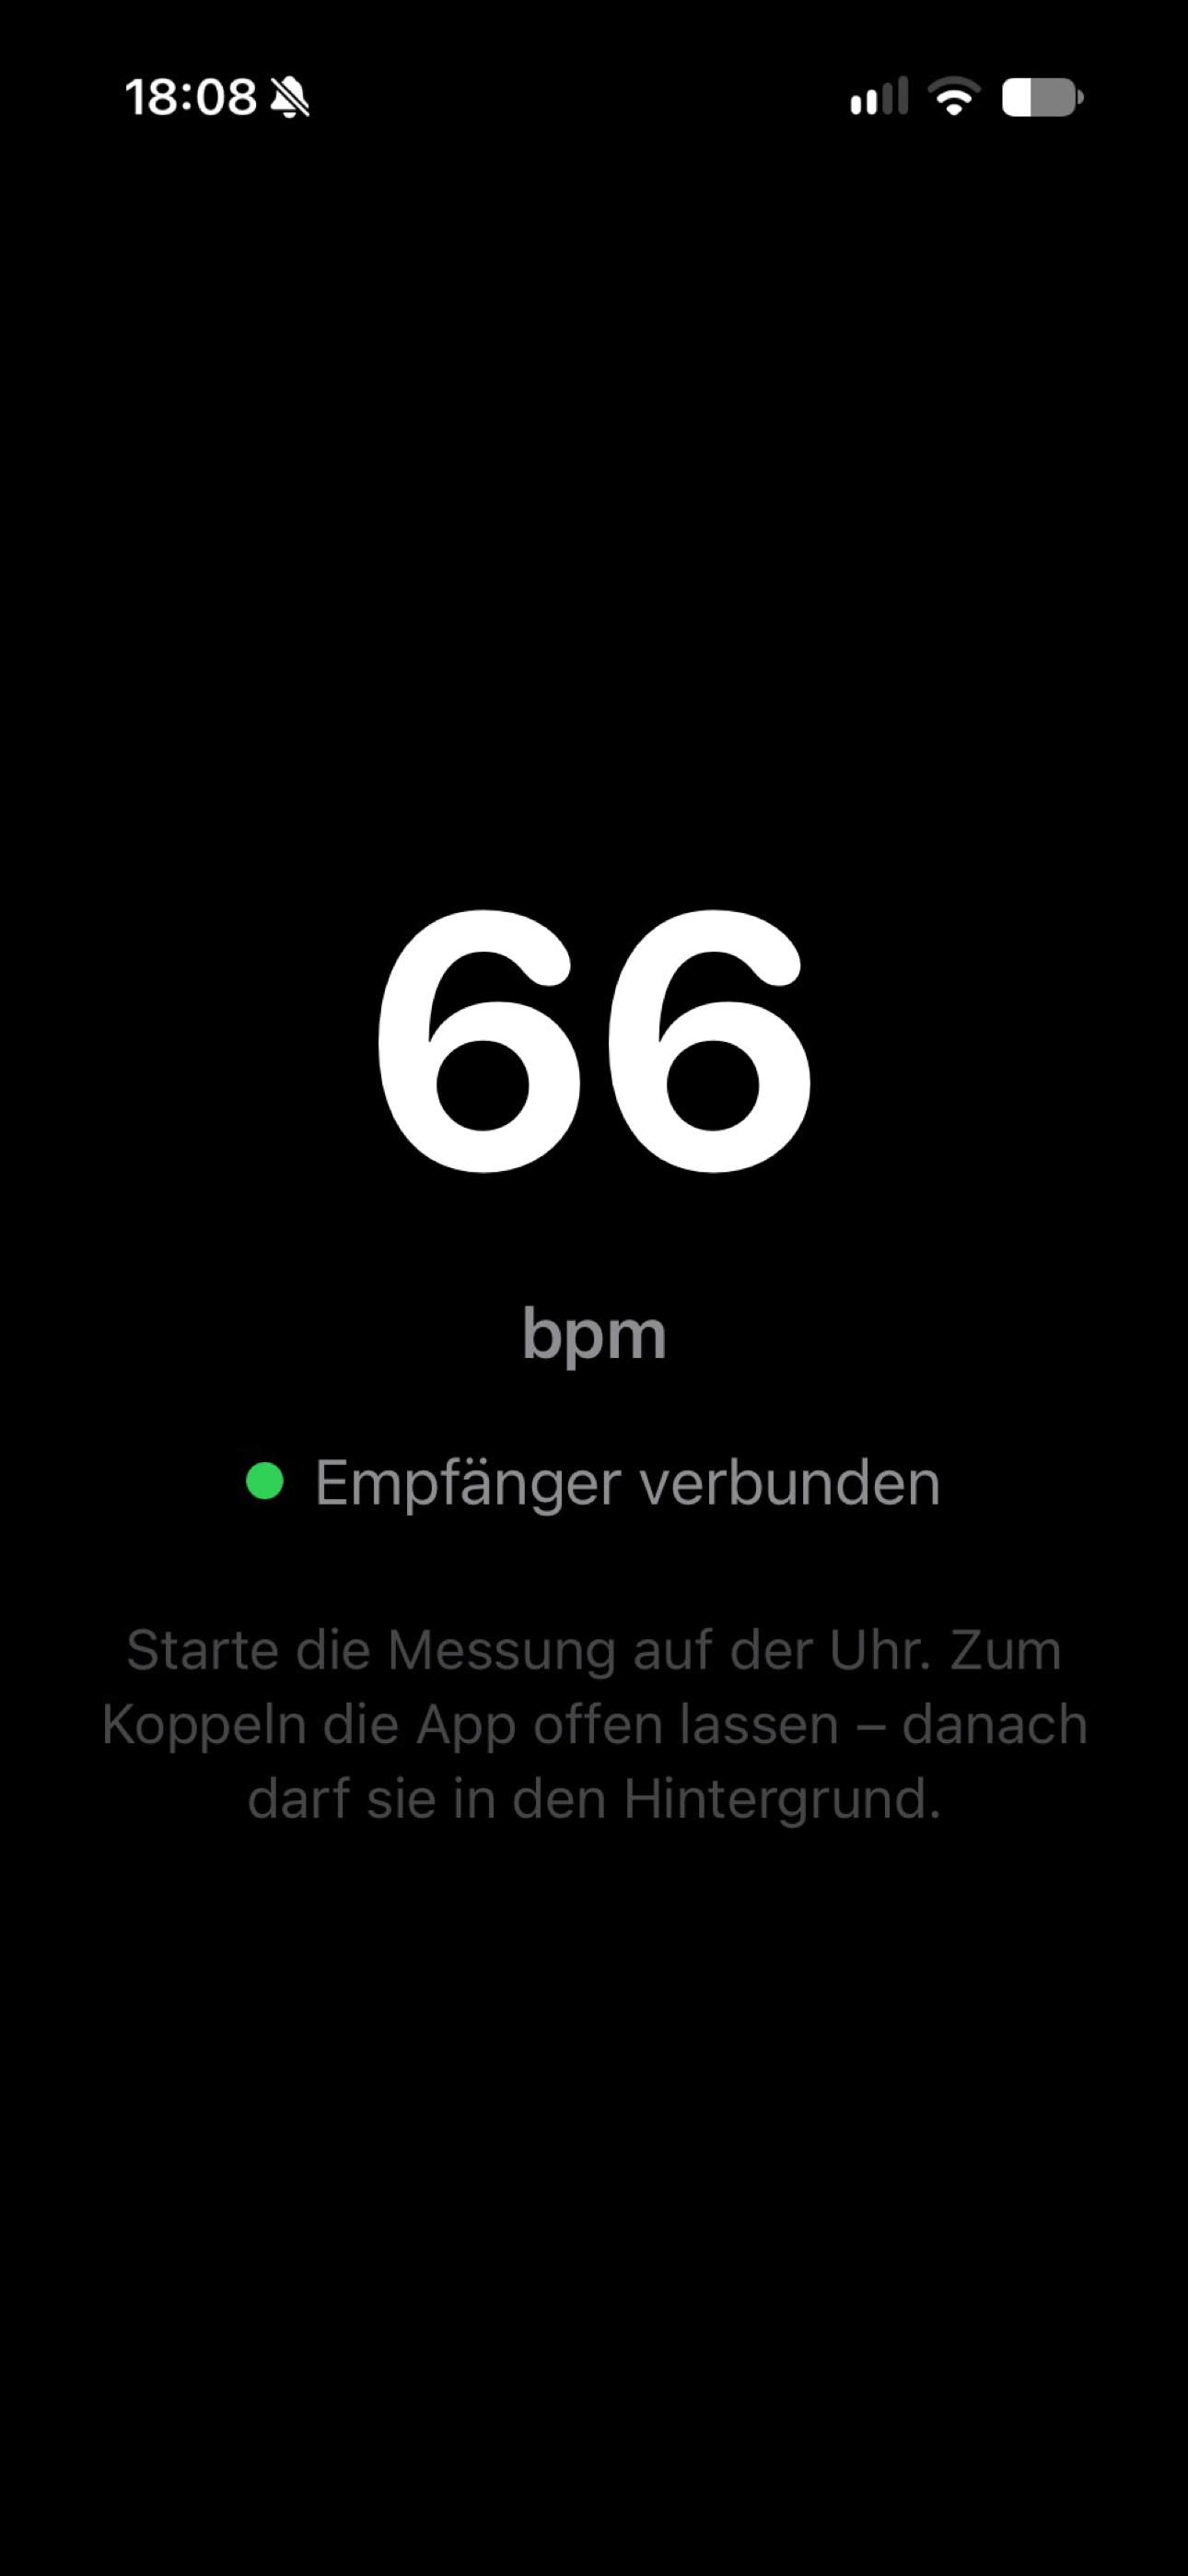 18:08
66
bpm
Empfänger verbunden
Starte die Messung auf der Uhr. Zum
Koppeln die App offen lassen – danach
darf sie in den Hintergrund.